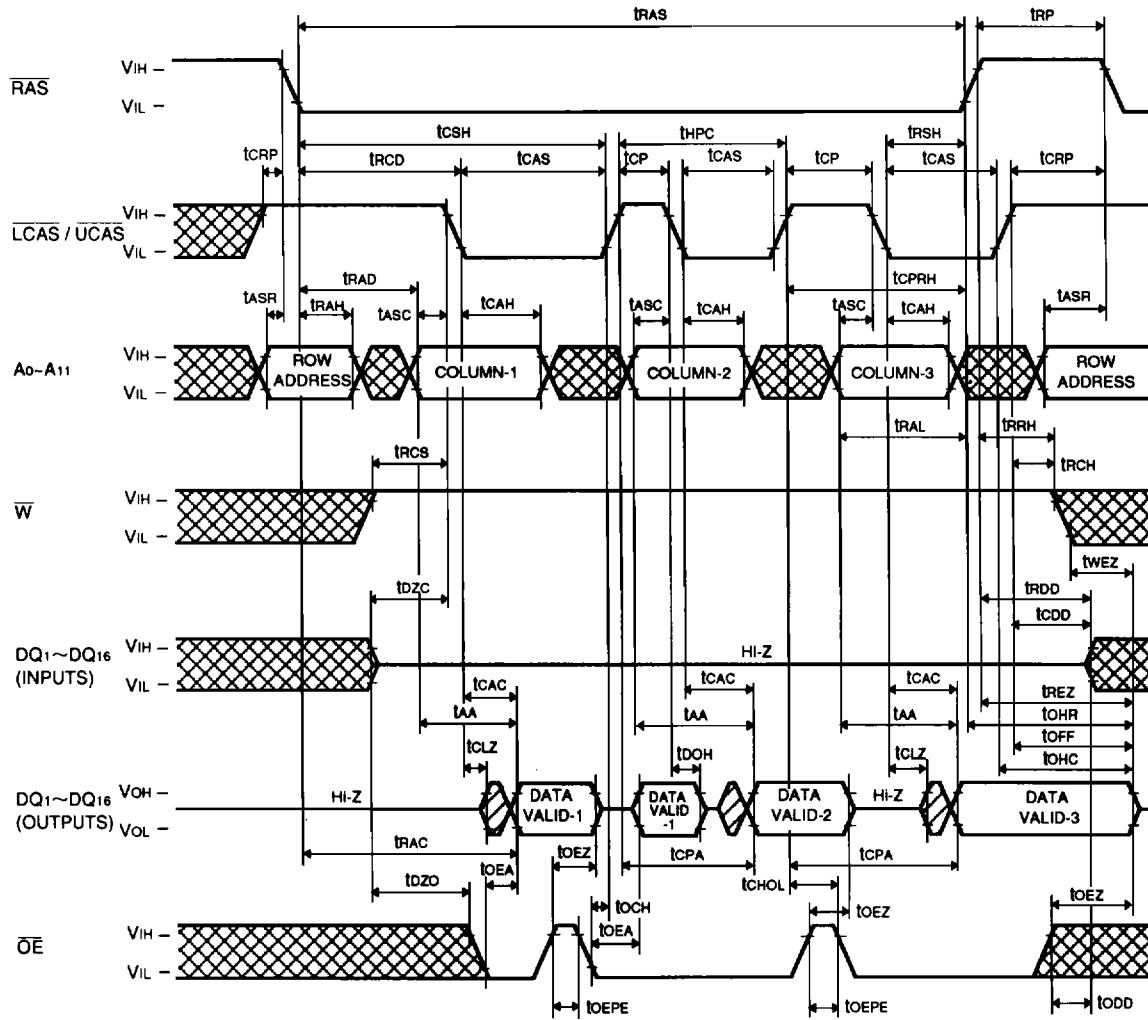 tRAS tRP
RAS VIH
VIL
tCSH tHPC tRSH
tCRP tRCD tCAS tCP tCAS tCP tCAS tCRP
LCAS / UCAS VIH
VIL
tRAD tCPRH
tASR tRAH tASC tCAH tASC tCAH tASC tCAH tASR
A0~A11 VIH
VIL
ROW ADDRESS COLUMN-1 COLUMN-2 COLUMN-3 ROW ADDRESS
tRAL tRRH
tRCS tRCH
W VIH
VIL
tWEZ
tDZC tRDD
tCDD
DQ1~DQ16 (INPUTS) VIH
VIL
Hi-Z
tCAC tCAC tCAC tREZ
tAA tAA tAA tOHR
tOFF
tCLZ tDOH tCLZ tOHC
DQ1~DQ16 (OUTPUTS) VOH
VOL
Hi-Z DATA VALID-1 DATA VALID -1 DATA VALID-2 Hi-Z DATA VALID-3
tRAC tOEZ tCPA tCPA
tOEA
tDZO tCHOL tOEZ
tOCH tOEZ
tOEA
OE VIH
VIL
tOEPE tOEPE tODD